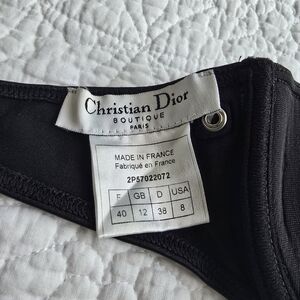 Christian Dior
BOUTIQUE
PARIS
MADE IN FRANCE
Fabriqué en France
2P57022072
F GB D USA
40 12 38 8